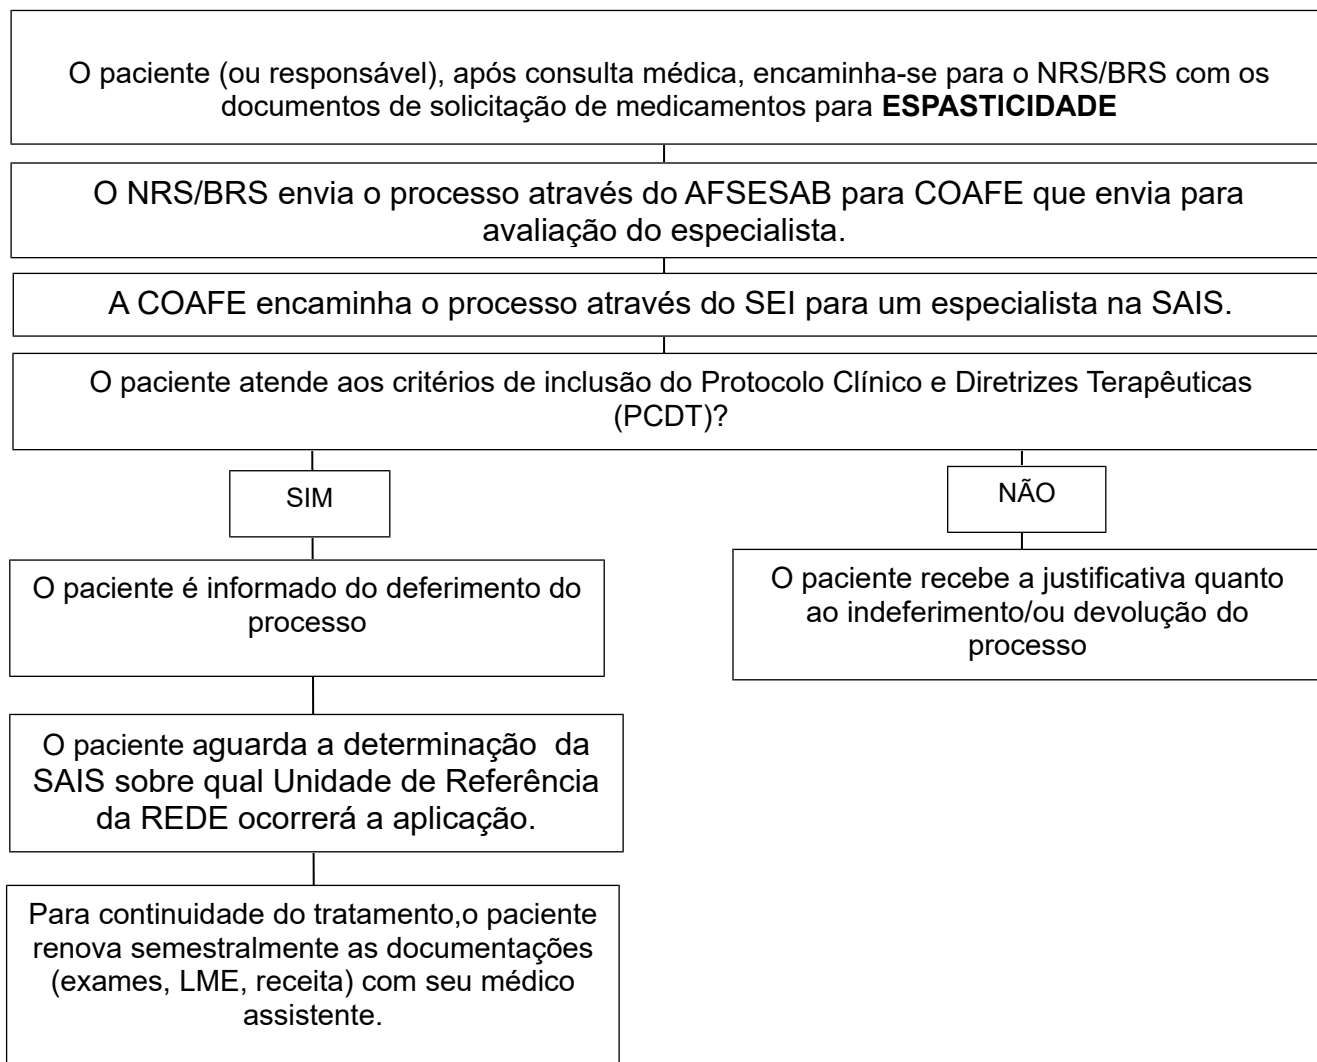 O paciente (ou responsável), após consulta médica, encaminha-se para o NRS/BRS com os
documentos de solicitação de medicamentos para ESPASTICIDADE
O NRS/BRS envia o processo através do AFSESAB para COAFE que envia para
avaliação do especialista.
A COAFE encaminha o processo através do SEI para um especialista na SAIS.
O paciente atende aos critérios de inclusão do Protocolo Clínico e Diretrizes Terapêuticas
(PCDT)?
SIM
NÃO
O paciente é informado do deferimento do
processo
O paciente recebe a justificativa quanto
ao indeferimento/ou devolução do
processo
O paciente aguarda a determinação  da
SAIS sobre qual Unidade de Referência
da REDE ocorrerá a aplicação.
Para continuidade do tratamento,o paciente
renova semestralmente as documentações
(exames, LME, receita) com seu médico
assistente.